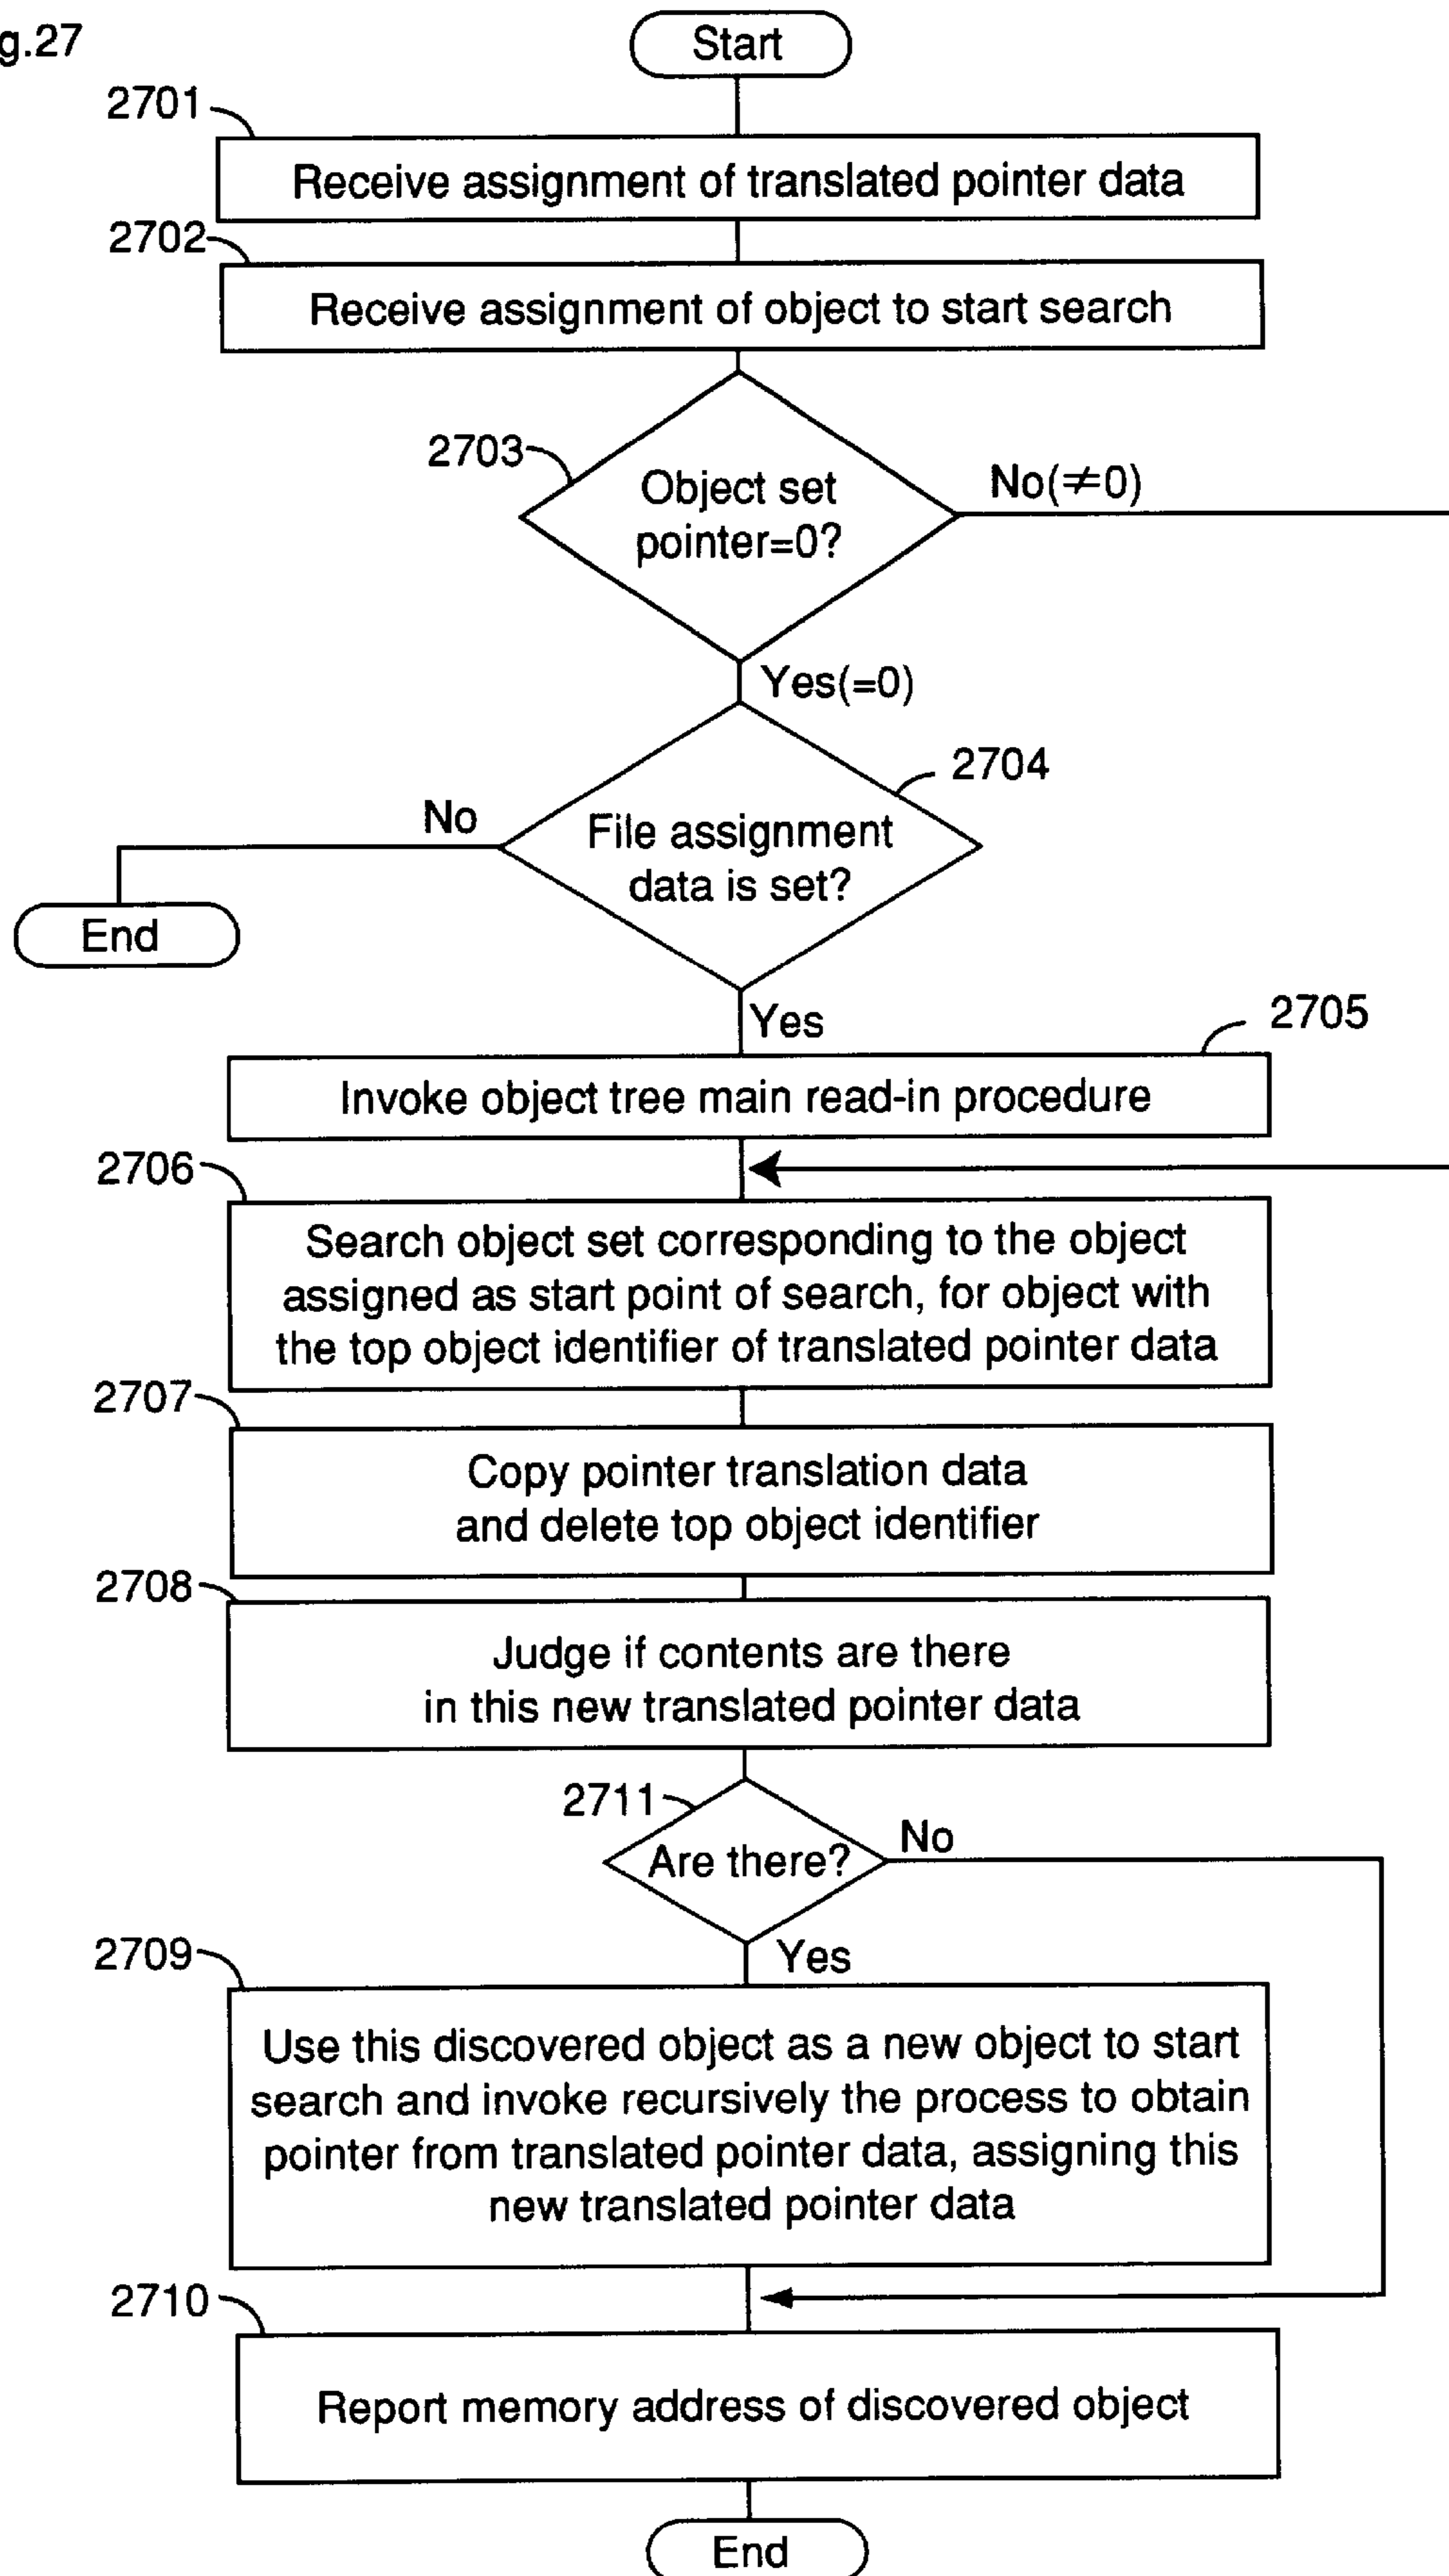 g.27
Start
2701
Receive assignment of translated pointer data
2702
Receive assignment of object to start search
2703
Object set
pointer=0?
No(≠0)
Yes(=0)
2704
File assignment
data is set?
No
End
Yes
2705
Invoke object tree main read-in procedure
2706
Search object set corresponding to the object
assigned as start point of search, for object with
the top object identifier of translated pointer data
2707
Copy pointer translation data
and delete top object identifier
2708
Judge if contents are there
in this new translated pointer data
2711
Are there?
No
Yes
2709
Use this discovered object as a new object to start
search and invoke recursively the process to obtain
pointer from translated pointer data, assigning this
new translated pointer data
2710
Report memory address of discovered object
End